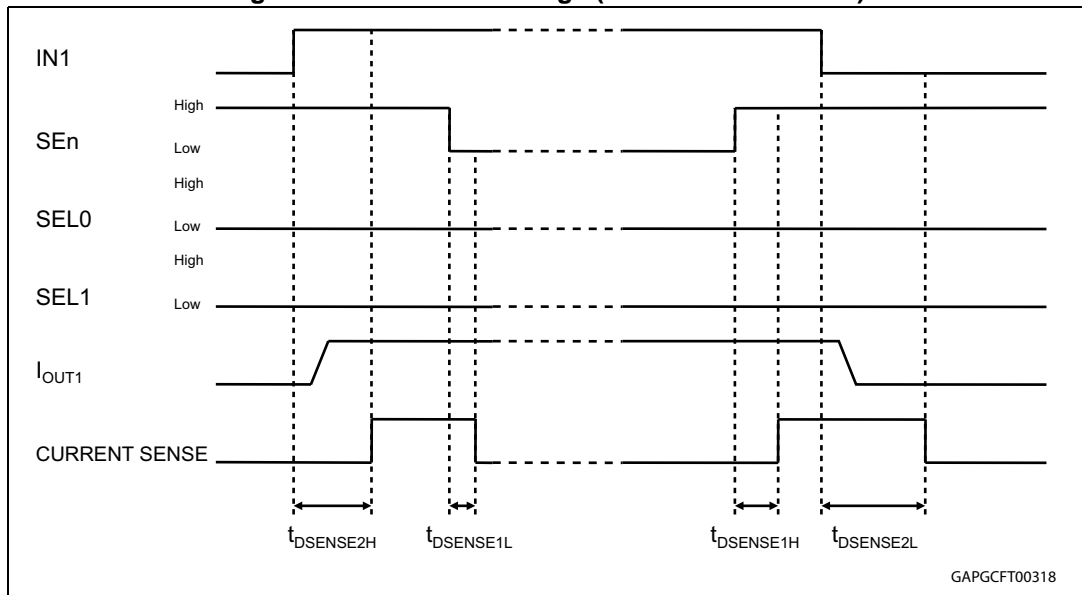 IN1
High
SEn
Low
High
SEL0
Low
High
SEL1
Low
IOUT1
CURRENT SENSE
tDSENSE2H tDSENSE1L tDSENSE1H tDSENSE2L
GAPGCFT00318